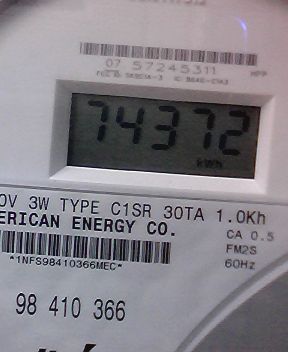 07 57245311
74372
kWh
0V 3W TYPE C1SR 30TA 1.0Kh
ERICAN ENERGY CO.
CA 0.5
FM2S
*1NFS98410366MEC*
60Hz
98 410 366